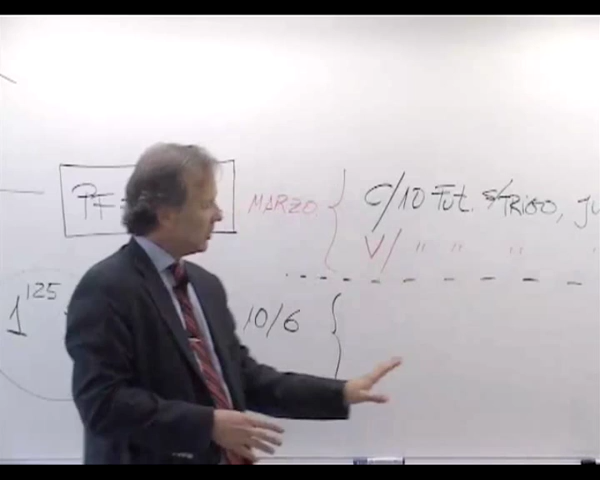 PF
MARZO { C/10 FUT. S/TRIGO, JU
V/ " " "
1 125
10/6 {